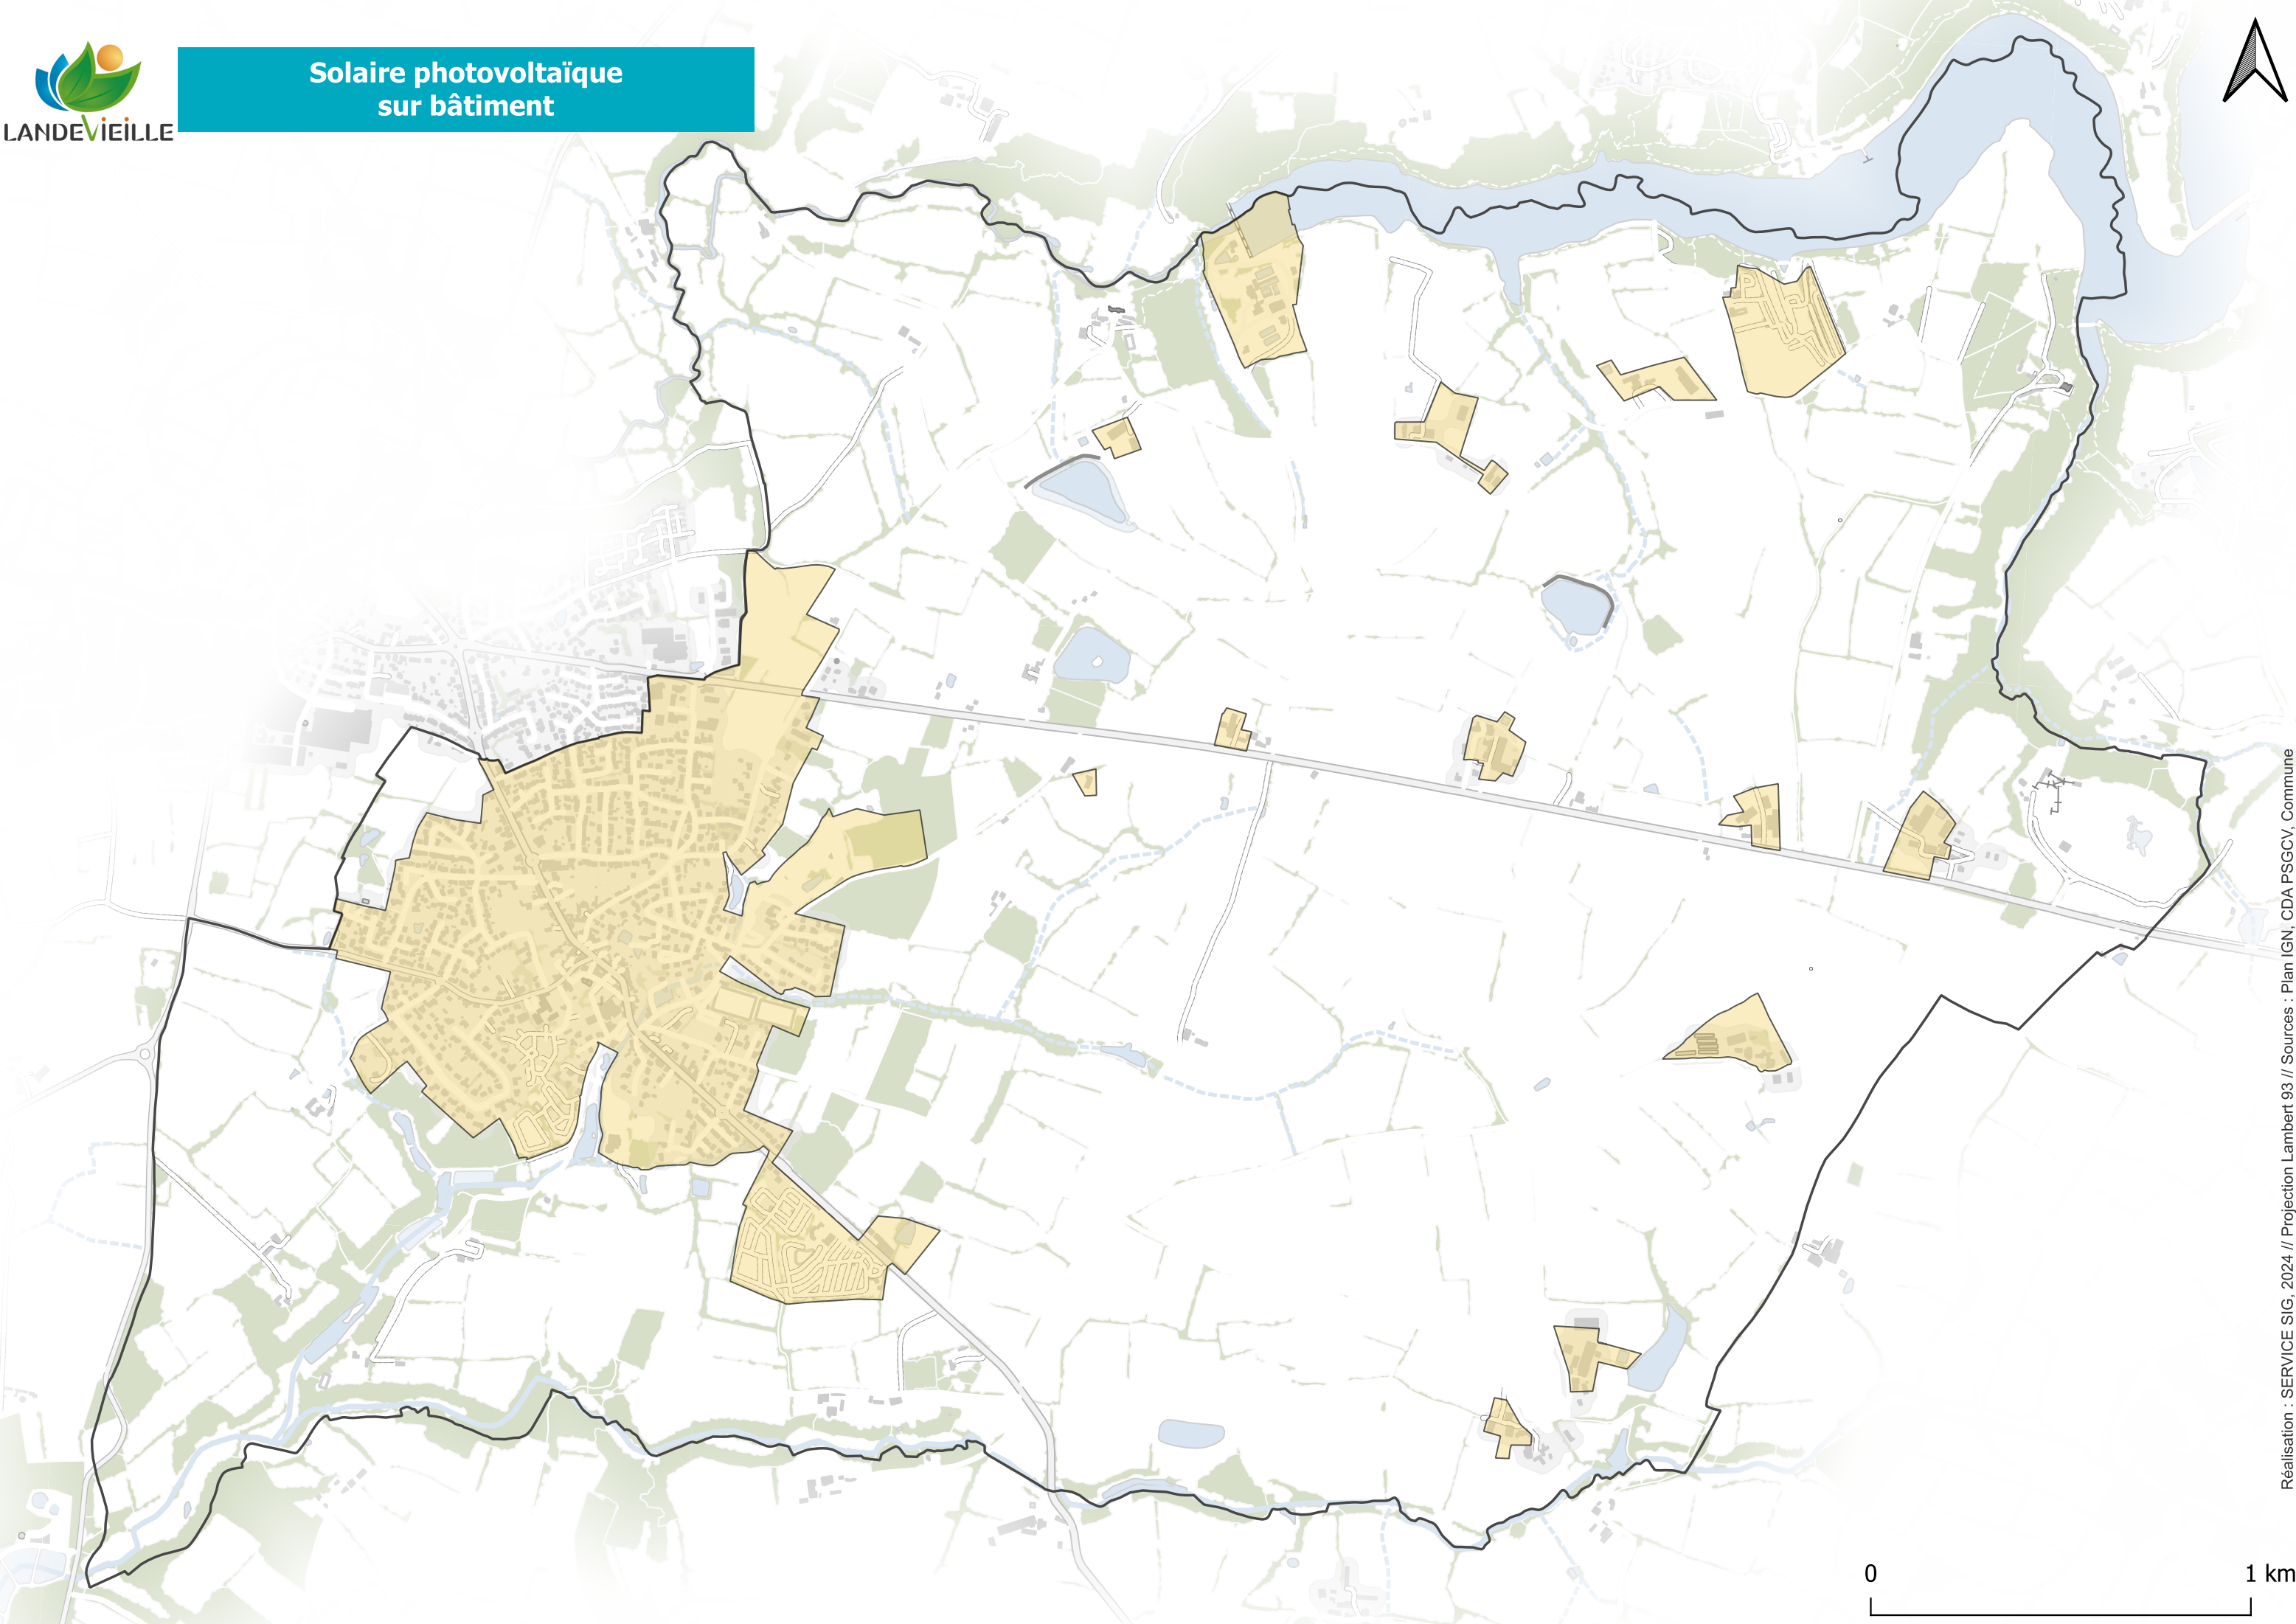 LANDEVIEILLE
Solaire photovoltaïque
sur bâtiment
Réalisation : SERVICE SIG, 2024 // Projection Lambert 93 // Sources : Plan IGN, CDA PSGCV, Commune
0 1 km